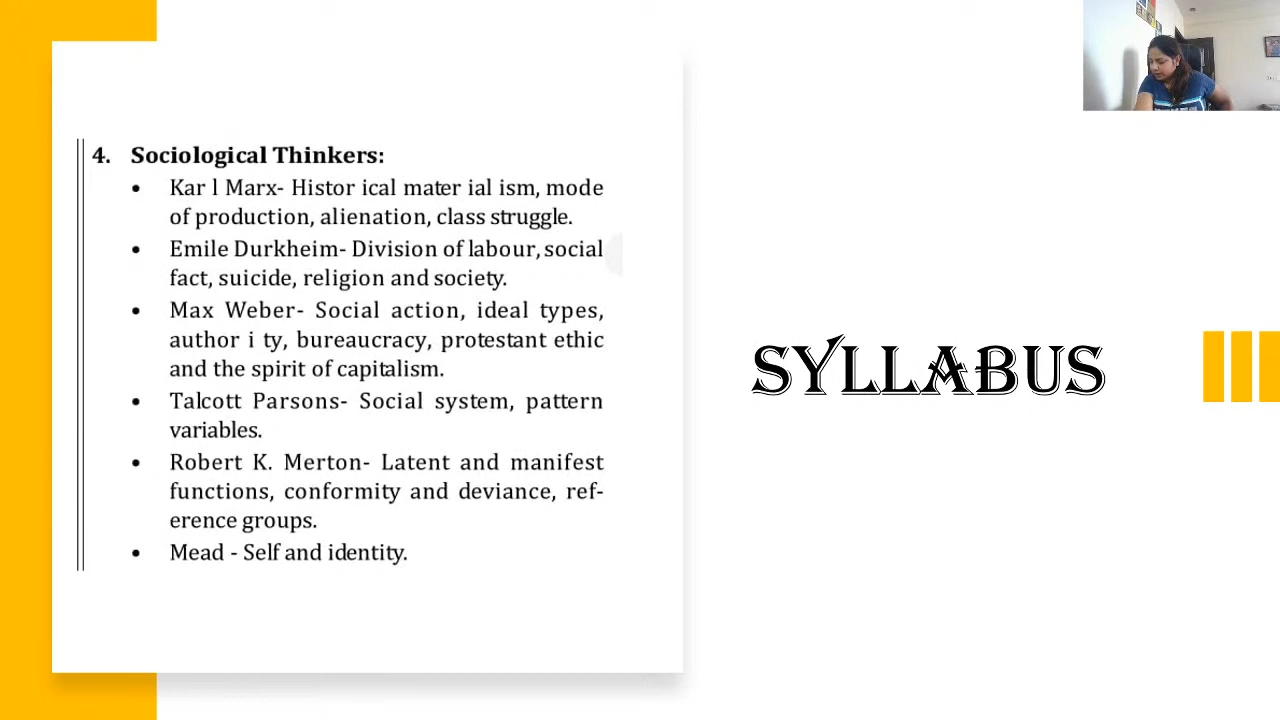 4. Sociological Thinkers:
• Kar l Marx- Histor ical mater ial ism, mode
of production, alienation, class struggle.
• Emile Durkheim- Division of labour, social
fact, suicide, religion and society.
• Max Weber- Social action, ideal types,
author i ty, bureaucracy, protestant ethic
and the spirit of capitalism.
• Talcott Parsons- Social system, pattern
variables.
• Robert K. Merton- Latent and manifest
functions, conformity and deviance, ref-
erence groups.
• Mead - Self and identity.
SYLLABUS